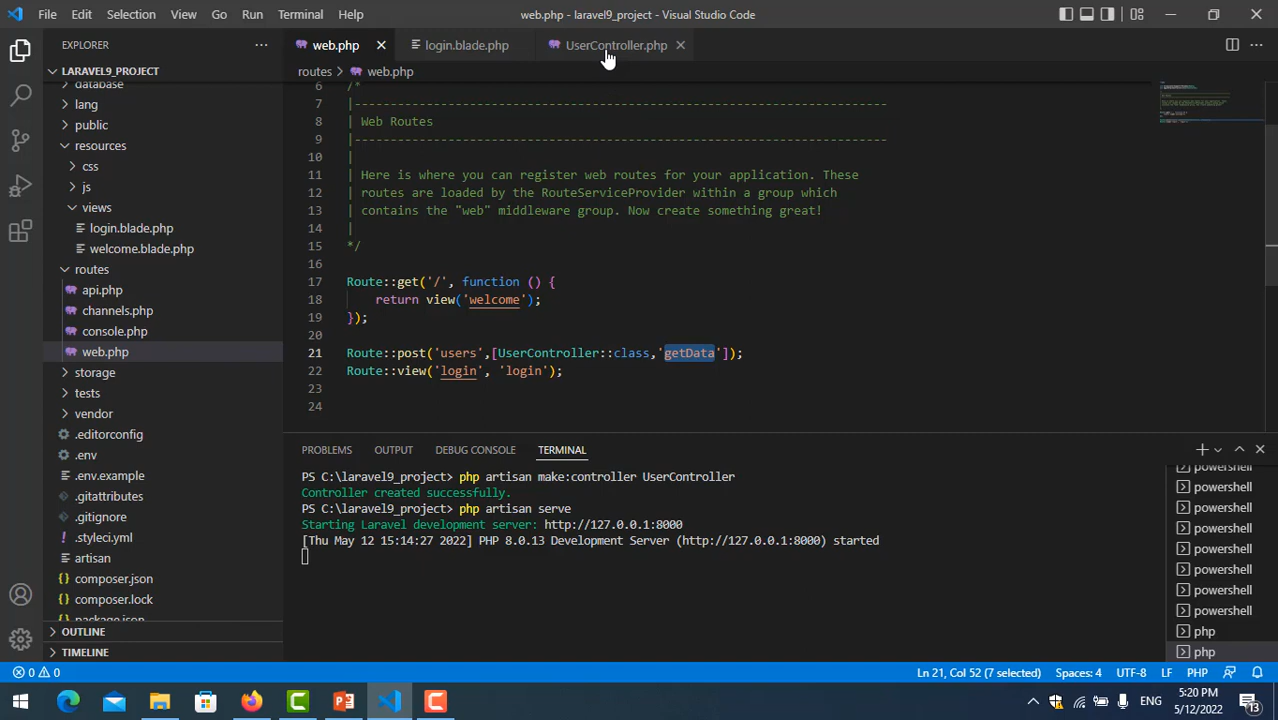 File Edit Selection View Go Run Terminal Help web.php - laravel9_project - Visual Studio Code
EXPLORER
LARAVEL9_PROJECT
database
lang
public
resources
css
js
views
login.blade.php
welcome.blade.php
routes
api.php
channels.php
console.php
web.php
storage
tests
vendor
.editorconfig
.env
.env.example
.gitattributes
.gitignore
.styleci.yml
artisan
composer.json
composer.lock
package.json
OUTLINE
TIMELINE
web.php login.blade.php UserController.php
routes > web.php
6 /*
7 |--------------------------------------------------------------------------
8 | Web Routes
9 |--------------------------------------------------------------------------
10 |
11 | Here is where you can register web routes for your application. These
12 | routes are loaded by the RouteServiceProvider within a group which
13 | contains the "web" middleware group. Now create something great!
14 |
15 */
16
17 Route::get('/', function () {
18 return view('welcome');
19 });
20
21 Route::post('users',[UserController::class,'getData']);
22 Route::view('login', 'login');
23
24
PROBLEMS OUTPUT DEBUG CONSOLE TERMINAL
PS C:\laravel9_project> php artisan make:controller UserController
Controller created successfully.
PS C:\laravel9_project> php artisan serve
Starting Laravel development server: http://127.0.0.1:8000
[Thu May 12 15:14:27 2022] PHP 8.0.13 Development Server (http://127.0.0.1:8000) started
powershell
powershell
powershell
powershell
powershell
powershell
powershell
powershell
php
php
0 0 Ln 21, Col 52 (7 selected) Spaces: 4 UTF-8 LF PHP
ENG 5:20 PM
5/12/2022
13